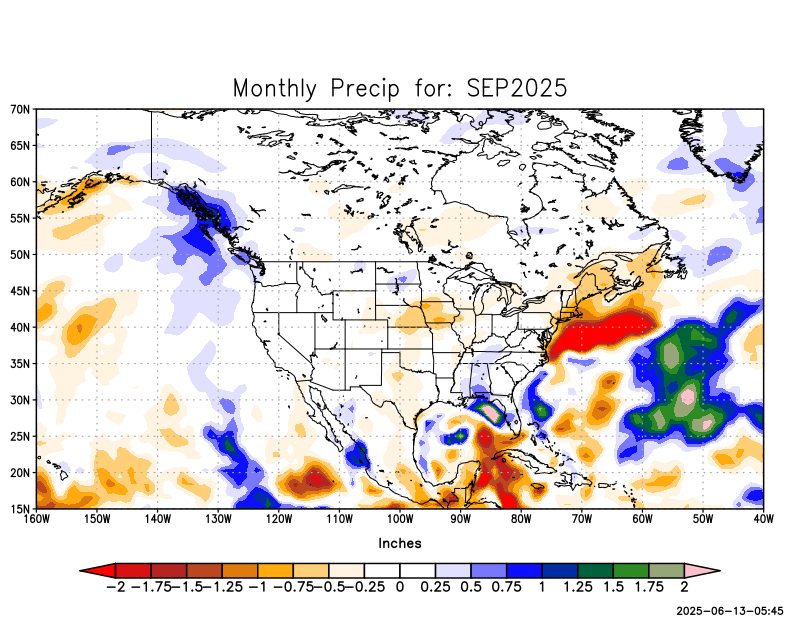 Monthly Precip for: SEP2025
70N
65N
60N
55N
50N
45N
40N
35N
30N
25N
20N
15N
160W 150W 140W 130W 120W 110W 100W 90W 80W 70W 60W 50W 40W
Inches
-2 -1.75 -1.5 -1.25 -1 -0.75 -0.5 -0.25 0 0.25 0.5 0.75 1 1.25 1.5 1.75 2
2025-06-13-05:45